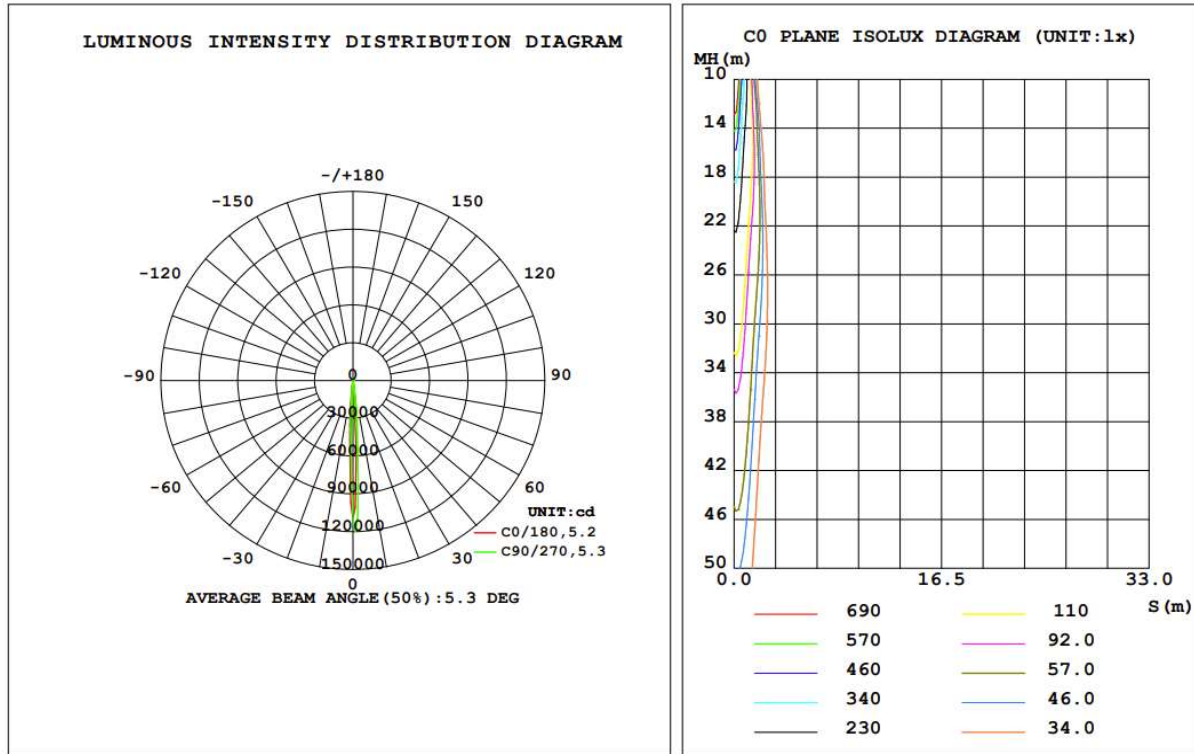 LUMINOUS INTENSITY DISTRIBUTION DIAGRAM
-/+180
-150 150
-120 120
-90 0 90
30000
60000
-60 90000 60
UNIT:cd
120000 C0/180,5.2
-30 30 C90/270,5.3
150000
0
AVERAGE BEAM ANGLE(50%):5.3 DEG
C0 PLANE ISOLUX DIAGRAM (UNIT:lx)
MH(m)
10
14
18
22
26
30
34
38
42
46
50
0.0 16.5 33.0
S(m)
690 110
570 92.0
460 57.0
340 46.0
230 34.0